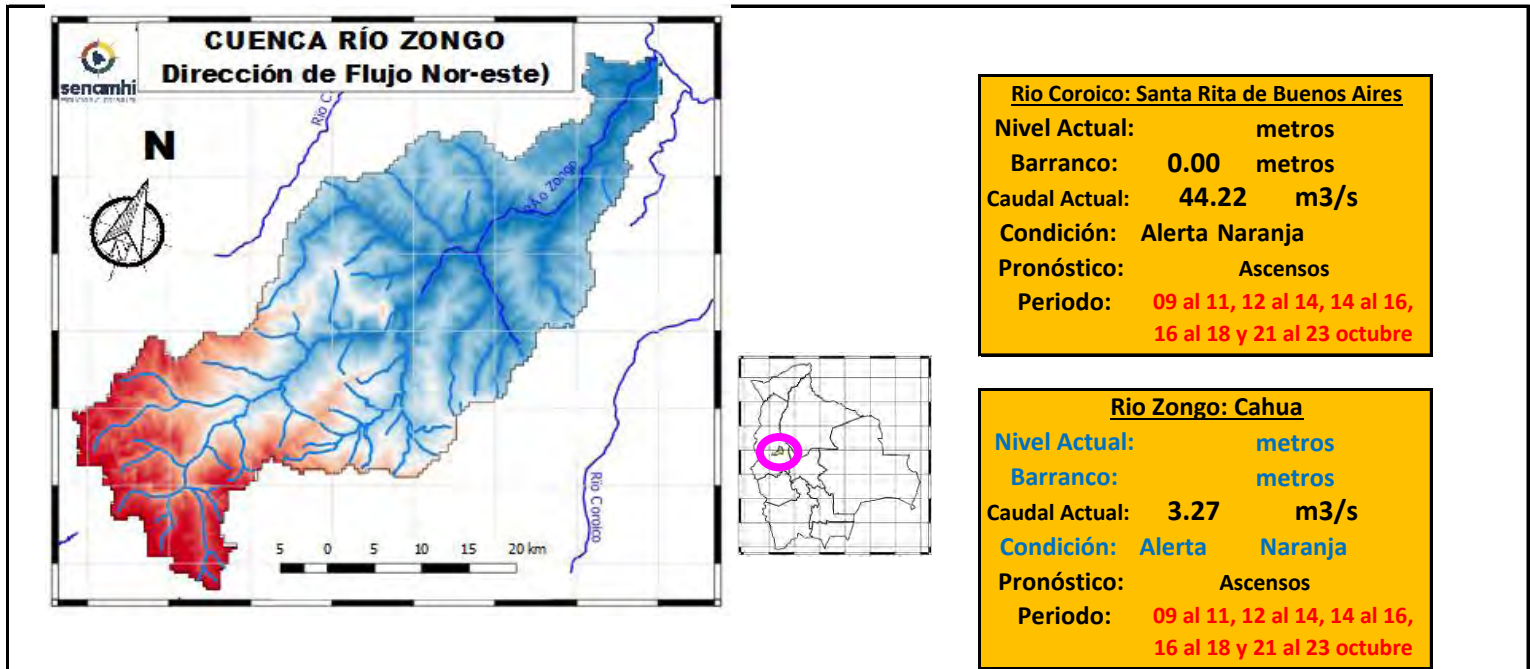 CUENCA RÍO ZONGO
Dirección de Flujo Nor-este)
senamhi
Río C
N
Río Coroico
5 0 5 10 15 20 km
Rio Coroico: Santa Rita de Buenos Aires
Nivel Actual: metros
Barranco: 0.00 metros
Caudal Actual: 44.22 m3/s
Condición: Alerta Naranja
Pronóstico: Ascensos
Periodo: 09 al 11, 12 al 14, 14 al 16,
16 al 18 y 21 al 23 octubre
Rio Zongo: Cahua
Nivel Actual: metros
Barranco: metros
Caudal Actual: 3.27 m3/s
Condición: Alerta Naranja
Pronóstico: Ascensos
Periodo: 09 al 11, 12 al 14, 14 al 16,
16 al 18 y 21 al 23 octubre